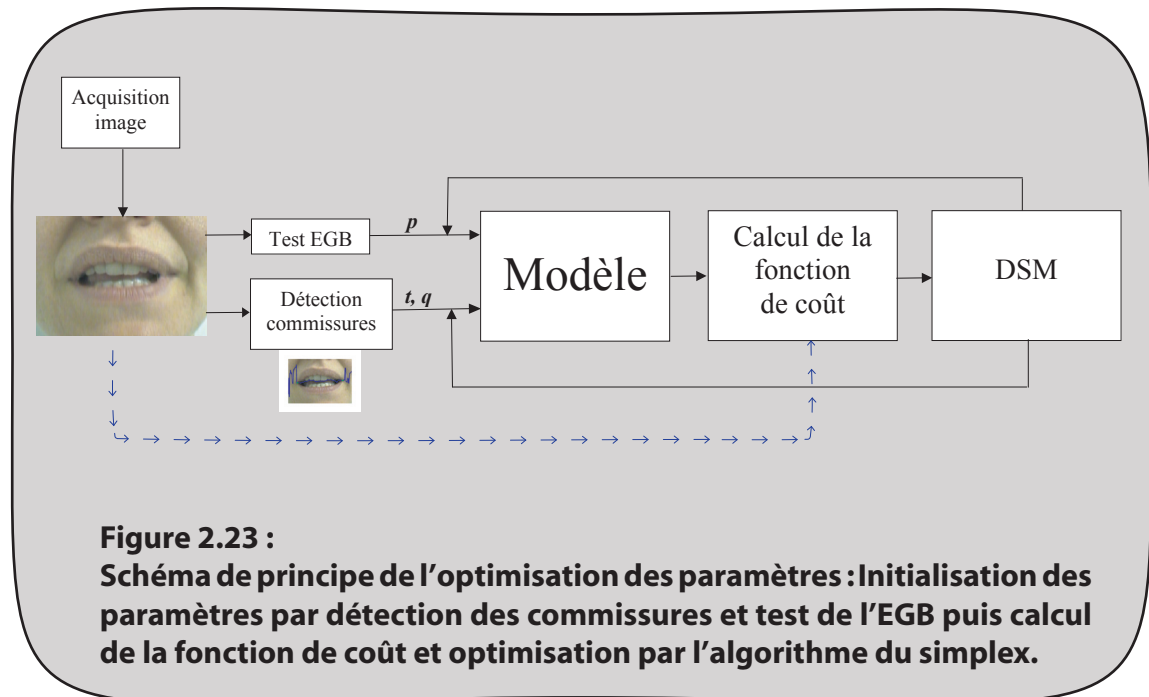 Acquisition
image
Test EGB
p
Détection
commissures
t, q
Modèle
Calcul de la
fonction
de coût
DSM
Figure 2.23 :
Schéma de principe de l'optimisation des paramètres : Initialisation des
paramètres par détection des commissures et test de l'EGB puis calcul
de la fonction de coût et optimisation par l'algorithme du simplex.